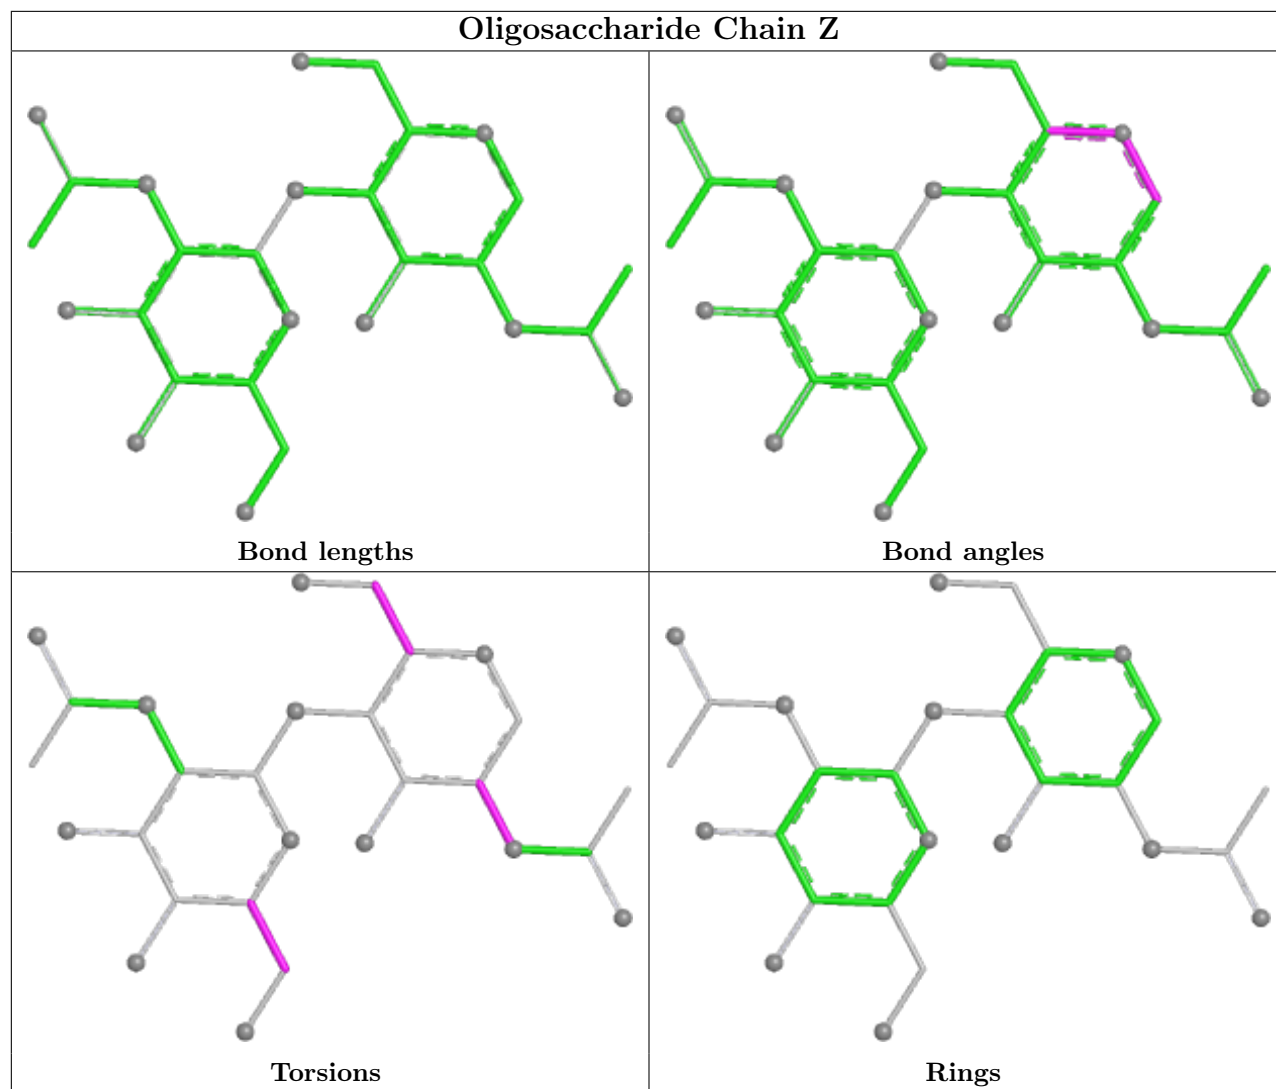 Oligosaccharide Chain Z
Bond lengths
Bond angles
Torsions
Rings